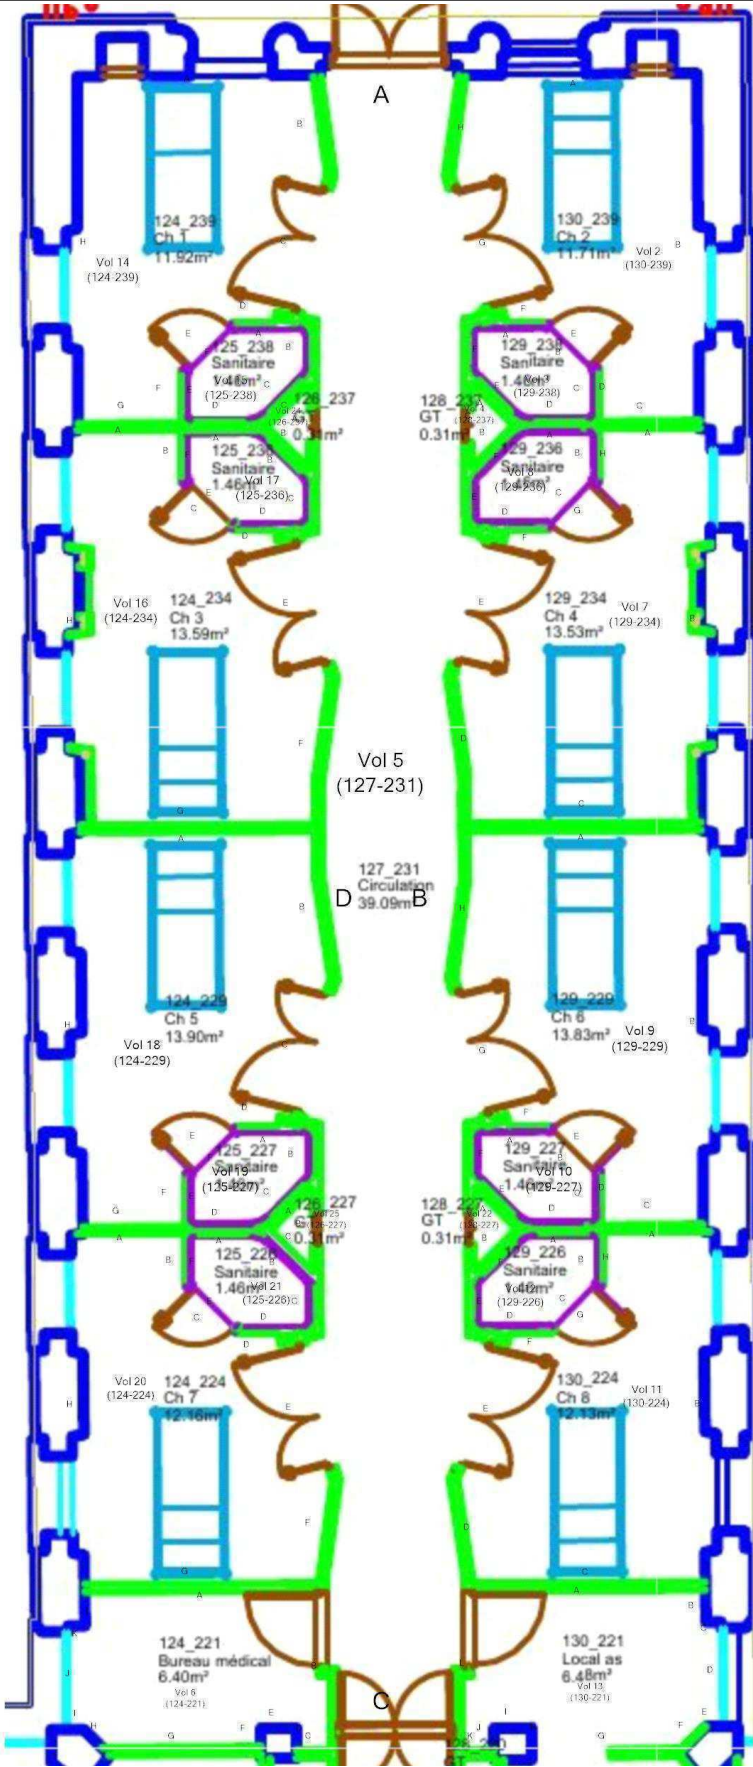 A
B
H
A
124_239
Ch 1
11.92m²
130_239
Ch 2
11.71m²
H
Vol 14
(124-239)
C
G
B
Vol 2
(130-239)
D
F
E
A
B
A
E
125_238
Sanitaire
(125-238)
129_238
Sanitaire
(129-238)
F
C
D
C
D
G
C
A
A
126_237
0.31m²
128_237
GT
0.31m²
B
H
Sanitaire
1.46m²
Vol 17
(125-236)
129_236
Sanitaire
(129-236)
C
D
D
C
G
D
F
Vol 16
(124-234)
124_234
Ch 3
13.59m²
E
E
129_234
Ch 4
13.53m²
Vol 7
(129-234)
H
B
F
D
Vol 5
(127-231)
G
C
A
A
127_231
Circulation
39.09m²
D
B
B
H
124_229
Ch 5
13.90m²
129_229
Ch 6
13.83m²
H
B
Vol 18
(124-229)
Vol 9
(129-229)
C
G
D
F
E
A
B
A
E
125_227
Sanitaire
Vol 19
(125-227)
129_227
Sanitaire
Vol 10
(129-227)
F
C
D
D
G
C
A
A
126_227
GT
0.31m²
128_227
GT
0.31m²
Vol 22
B
H
Sanitaire
1.46m²
(125-226)
129_226
Sanitaire
(129-226)
C
D
D
C
G
D
F
Vol 20
(124-224)
124_224
Ch 7
12.16m²
130_224
Ch 8
12.13m²
Vol 11
(130-224)
H
E
E
B
F
D
G
C
A
A
B
124_221
Bureau médical
6.40m²
Vol 6
(124-221)
130_221
Local as
6.48m²
Vol 13
(130-221)
K
J
I
H
G
F
E
C
C
D
E
F
G
I
J
K
GT